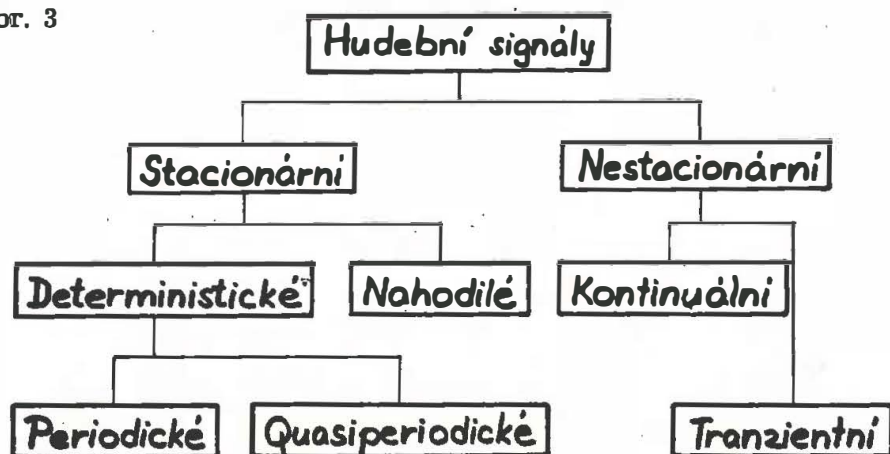 obr. 3
Hudební signály
Stacionární
Nestacionární
Deterministické
Nahodilé
Kontinuální
Periodické
Quasiperiodické
Tranzientní